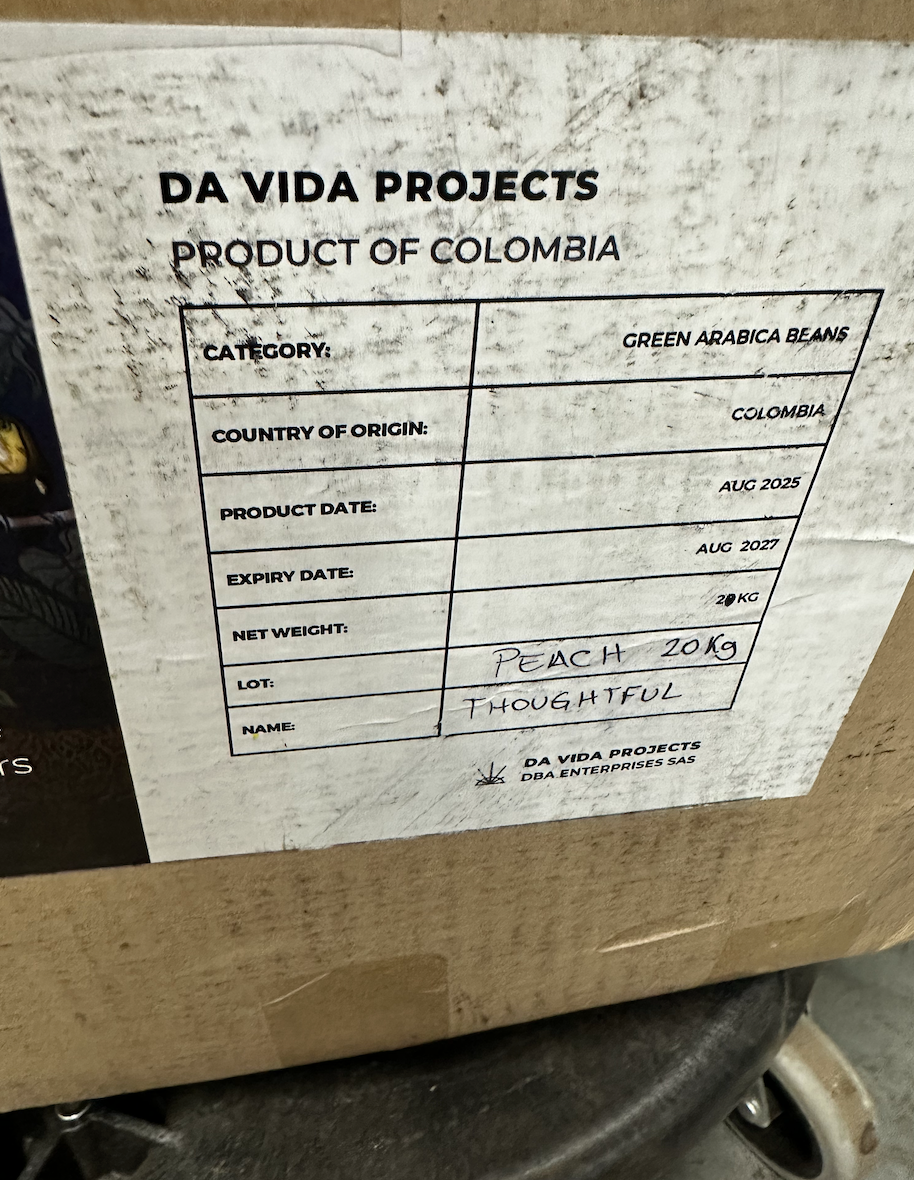 DA VIDA PROJECTS
PRODUCT OF COLOMBIA
CATEGORY: GREEN ARABICA BEANS
COUNTRY OF ORIGIN: COLOMBIA
PRODUCT DATE: AUG 2025
EXPIRY DATE: AUG 2027
NET WEIGHT: KG
LOT: PEACH 20Kg
NAME: THOUGHTFUL
DA VIDA PROJECTS
DBA ENTERPRISES SAS